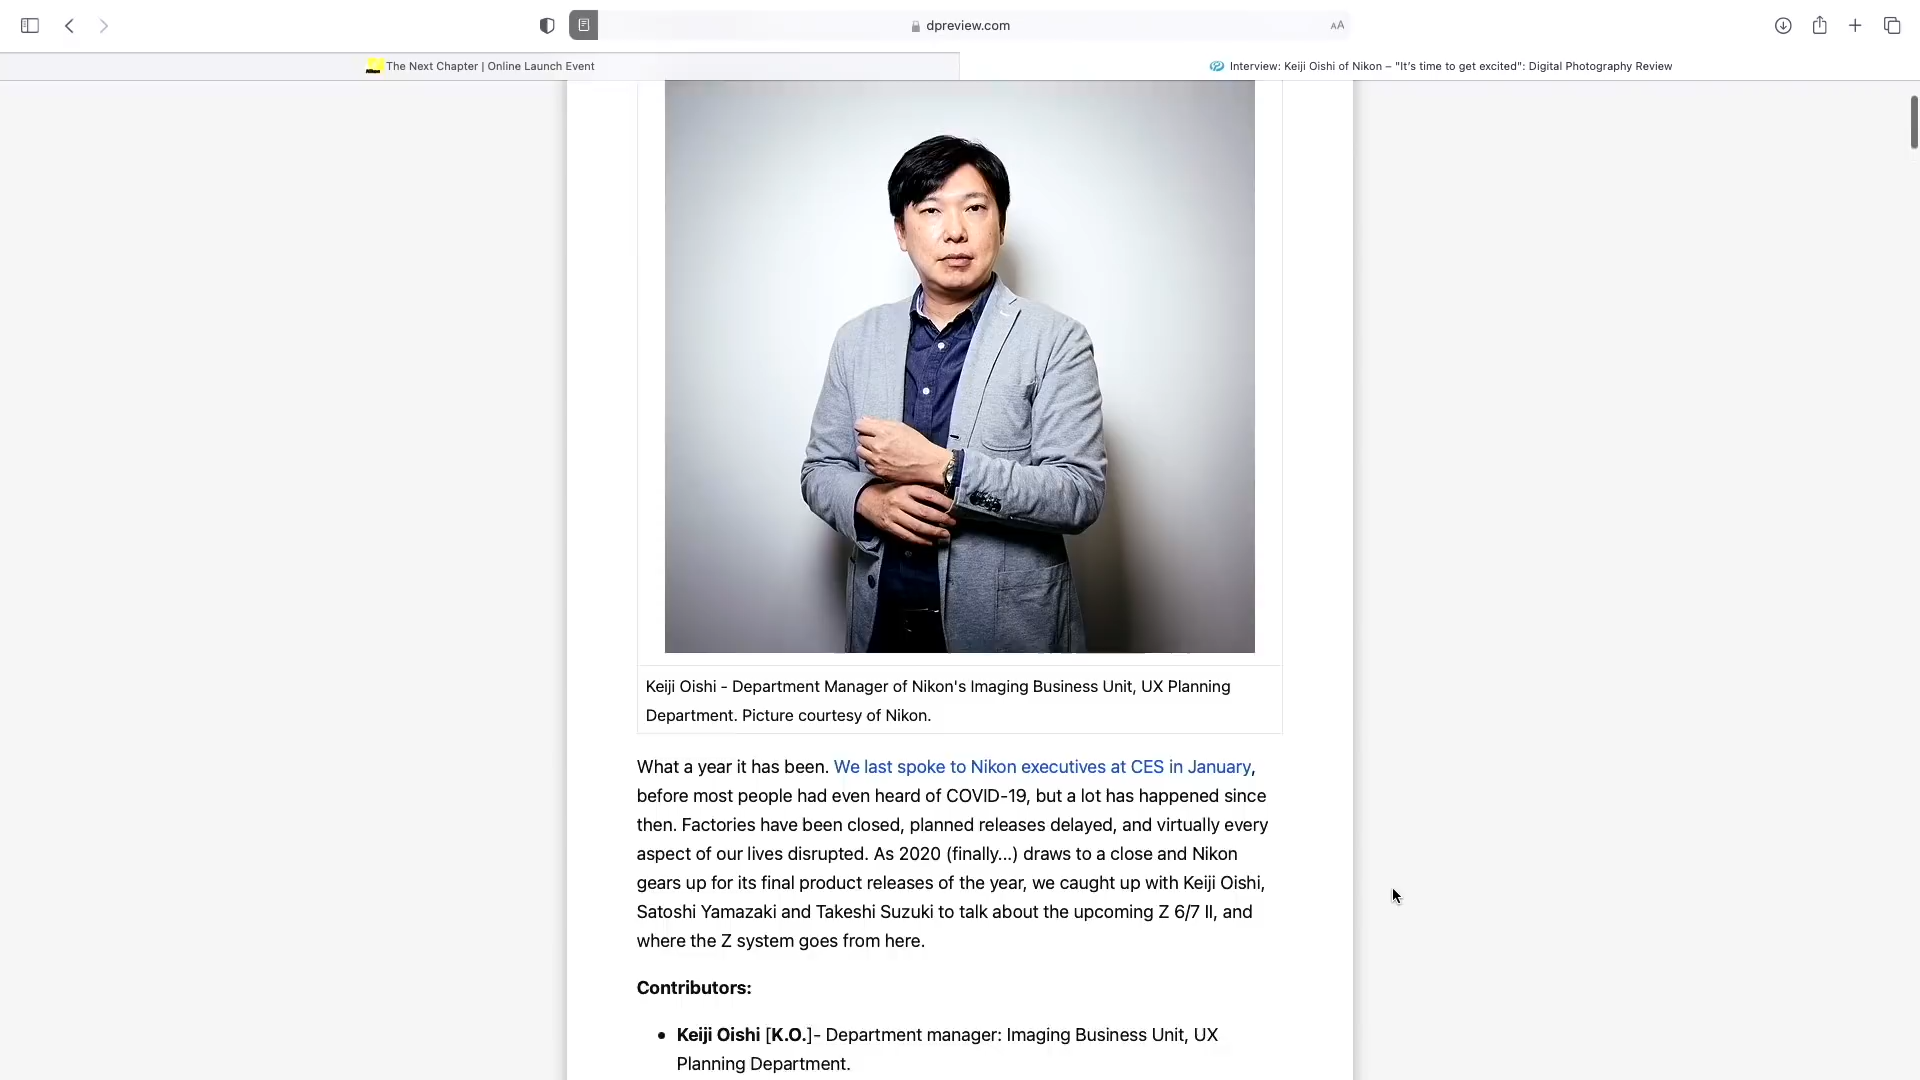 dpreview.com
AA
Nikon
The Next Chapter | Online Launch Event
Interview: Keiji Oishi of Nikon – "It's time to get excited": Digital Photography Review
Keiji Oishi - Department Manager of Nikon's Imaging Business Unit, UX Planning
Department. Picture courtesy of Nikon.
What a year it has been. We last spoke to Nikon executives at CES in January,
before most people had even heard of COVID-19, but a lot has happened since
then. Factories have been closed, planned releases delayed, and virtually every
aspect of our lives disrupted. As 2020 (finally...) draws to a close and Nikon
gears up for its final product releases of the year, we caught up with Keiji Oishi,
Satoshi Yamazaki and Takeshi Suzuki to talk about the upcoming Z 6/7 II, and
where the Z system goes from here.
Contributors:
• Keiji Oishi [K.O.]- Department manager: Imaging Business Unit, UX
Planning Department.